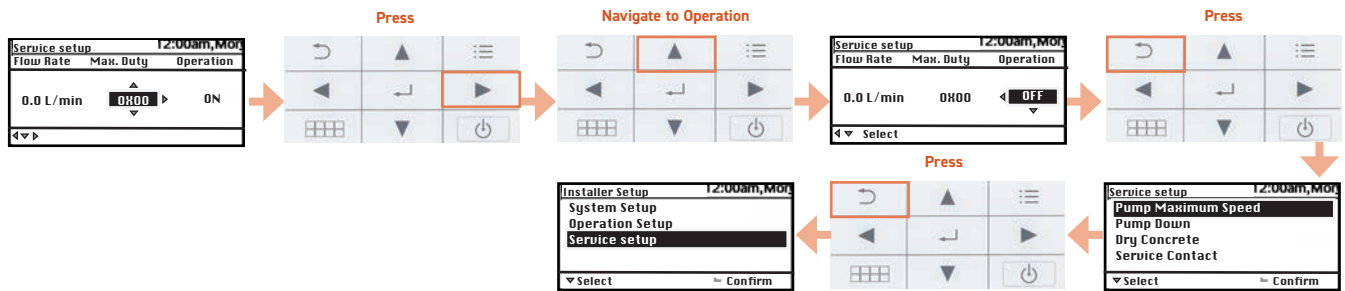 Press
Navigate to Operation
Press
Service setup 12:00am,Mon
Flow Rate Max. Duty Operation
0.0 L/min 0X00 ON
Service setup 12:00am,Mon
Flow Rate Max. Duty Operation
0.0 L/min 0X00 OFF
Select
Press
Installer Setup 12:00am,Mon
System Setup
Operation Setup
Service setup
Select Confirm
Service setup 12:00am,Mon
Pump Maximum Speed
Pump Down
Dry Concrete
Service Contact
Select Confirm